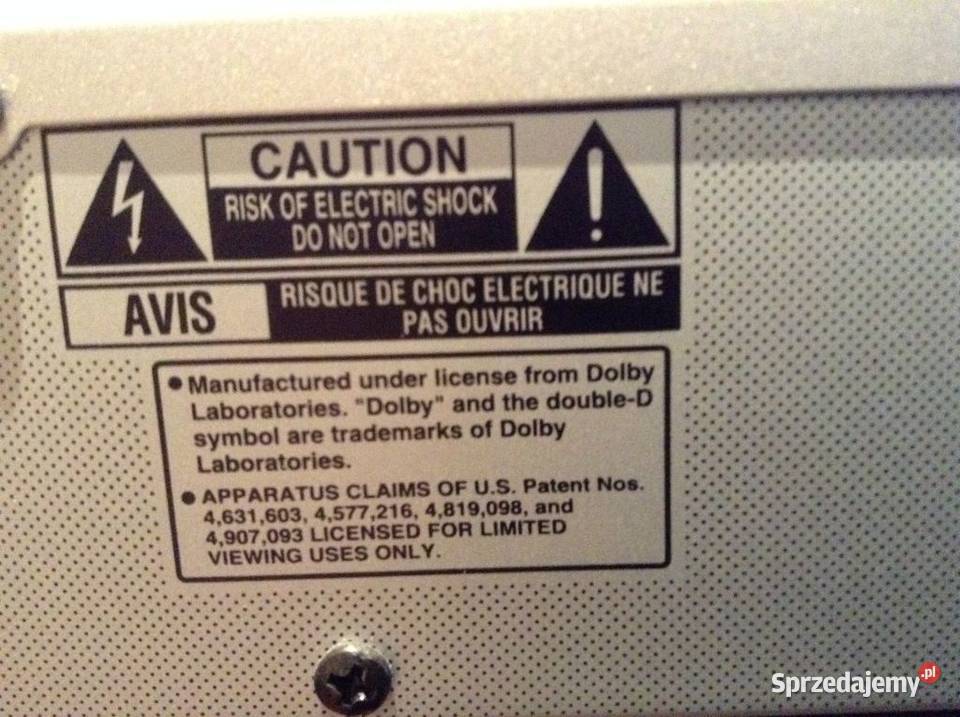 CAUTION
RISK OF ELECTRIC SHOCK
DO NOT OPEN
AVIS
RISQUE DE CHOC ELECTRIQUE NE
PAS OUVRIR
• Manufactured under license from Dolby
Laboratories. "Dolby" and the double-D
symbol are trademarks of Dolby
Laboratories.
• APPARATUS CLAIMS OF U.S. Patent Nos.
4,631,603, 4,577,216, 4,819,098, and
4,907,093 LICENSED FOR LIMITED
VIEWING USES ONLY.
Sprzedajemy.pl